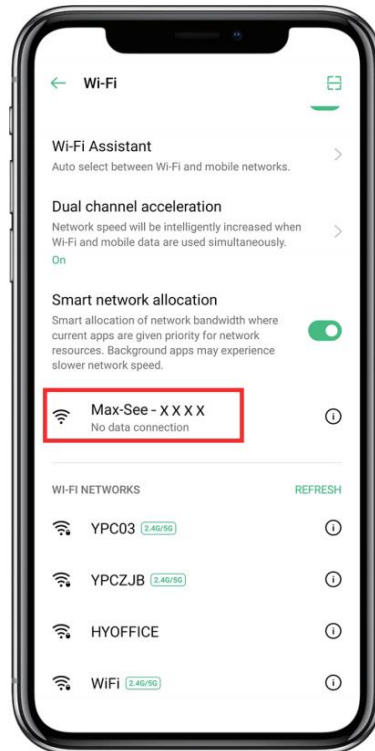 Wi-Fi
Wi-Fi Assistant
Auto select between Wi-Fi and mobile networks.
Dual channel acceleration
Network speed will be intelligently increased when
Wi-Fi and mobile data are used simultaneously.
On
Smart network allocation
Smart allocation of network bandwidth where
current apps are given priority for network
resources. Background apps may experience
slower network speed.
Max-See - X X X X
No data connection
WI-FI NETWORKS REFRESH
YPC03 2.4G/5G
YPCZJB 2.4G/5G
HYOFFICE
WiFi 2.4G/5G